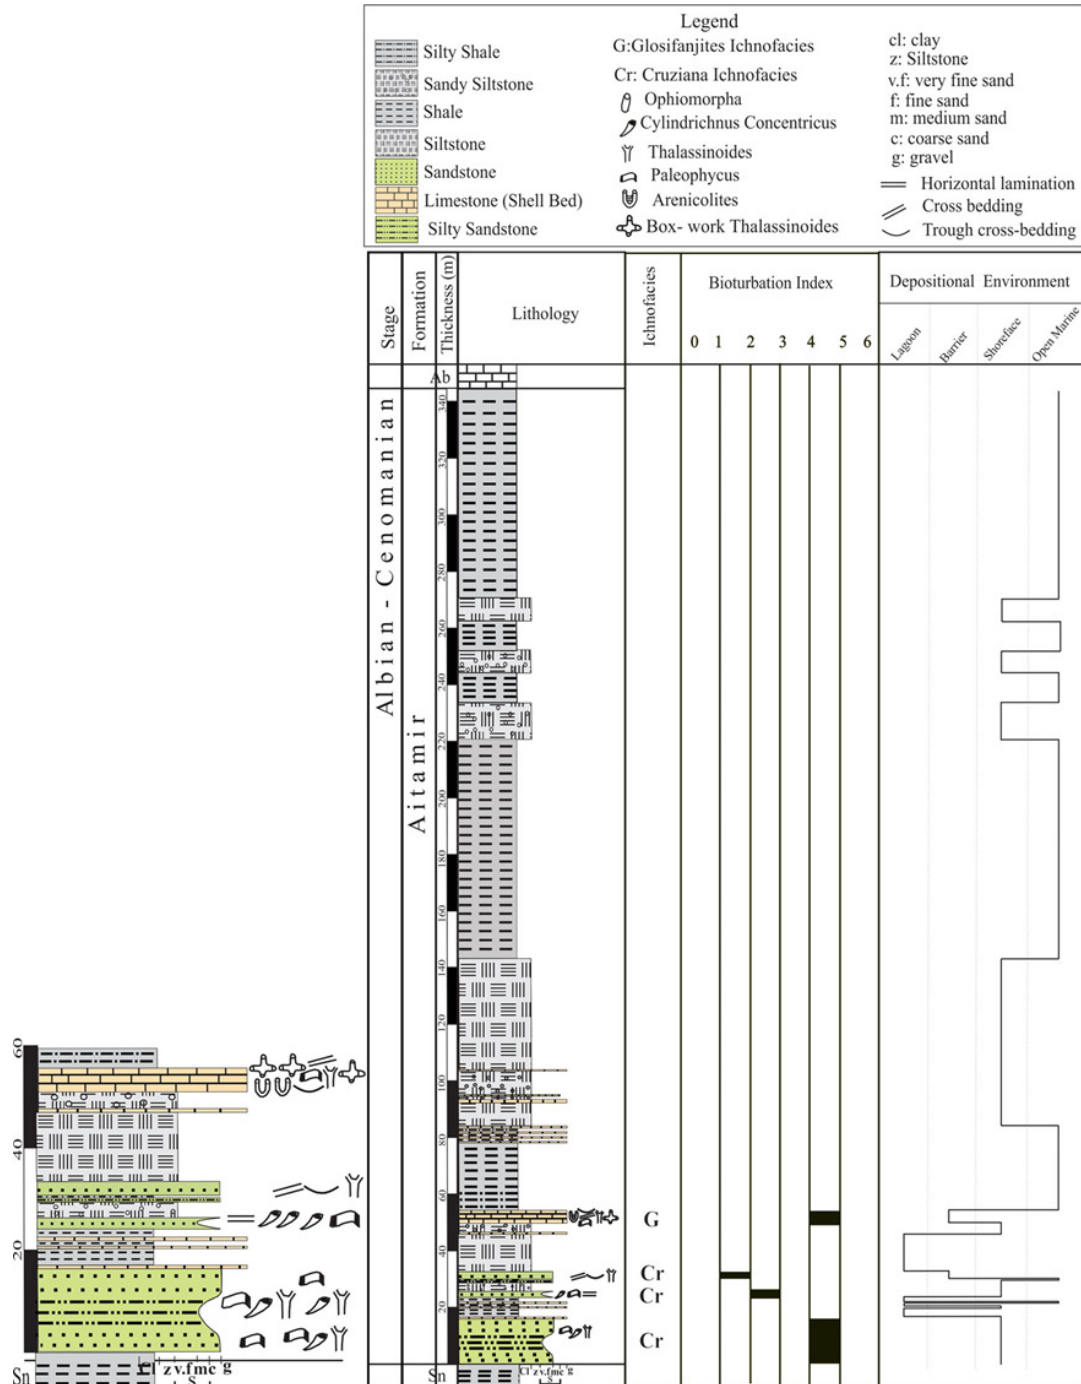 Legend
Silty Shale
Sandy Siltstone
Shale
Siltstone
Sandstone
Limestone (Shell Bed)
Silty Sandstone
G:Glosifanjites Ichnofacies
Cr: Cruziana Ichnofacies
Ophiomorpha
Cylindrichnus Concentricus
Thalassinoides
Paleophycus
Arenicolites
Box- work Thalassinoides
cl: clay
z: Siltstone
v.f: very fine sand
f: fine sand
m: medium sand
c: coarse sand
g: gravel
Horizontal lamination
Cross bedding
Trough cross-bedding
Stage
Formation
Thickness (m)
Lithology
Ichnofacies
Bioturbation Index
0 1 2 3 4 5 6
Depositional Environment
Lagoon
Barrier
Shoreface
Open Marine
Ab
Albian - Cenomanian
Aitamir
340
320
300
280
260
240
220
200
180
160
140
120
100
80
60
40
20
Sn
Cl z v.f g
S
G
Cr
Cr
Cr
60
40
20
Sn
Cl z v.f m c g
S